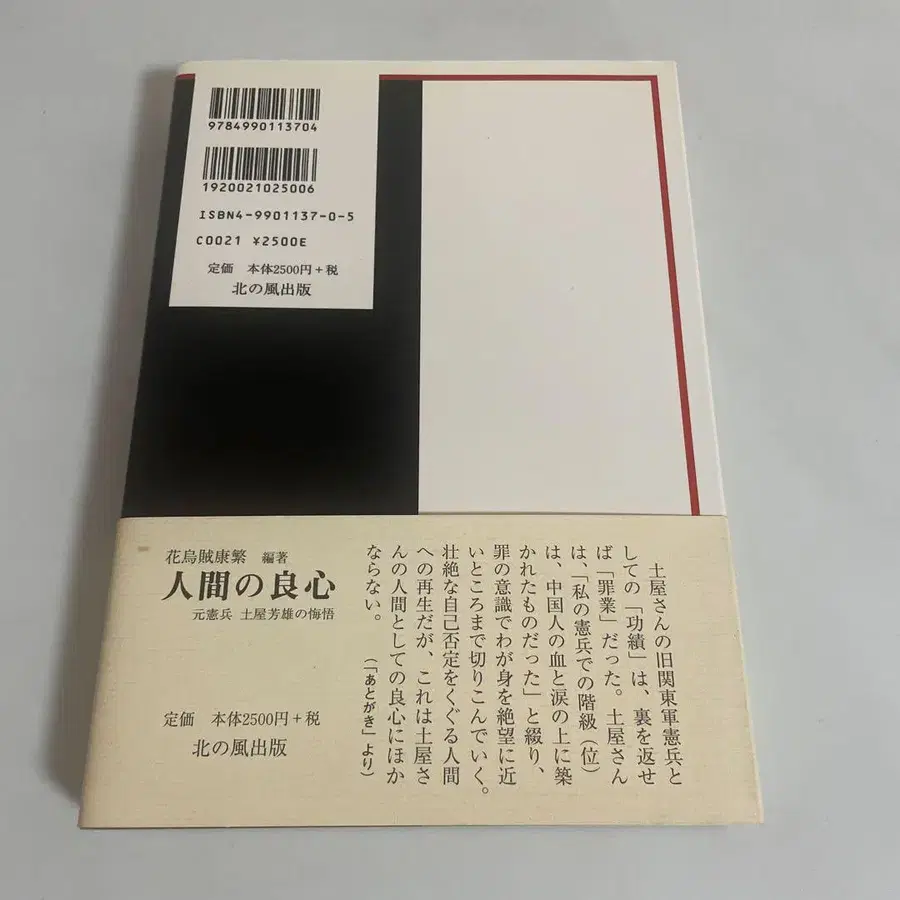 9784990113704
1920021025006
ISBN4-9901137-0-5
C0021 ¥2500E
定価 本体2500円+税
北の風出版
花烏賊康繁 編著
人間の良心
元憲兵 土屋芳雄の悔悟
定価 本体2500円+税
北の風出版
土屋さんの旧関東軍憲兵と
しての「功績」は、裏を返せ
ば「罪業」だった。土屋さん
は、「私の憲兵での階級(位)
は、中国人の血と涙の上に築
かれたものだった」と綴り、
罪の意識でわが身を絶望に近
いところまで切りこんでいく。
壮絶な自己否定をくぐる人間
への再生だが、これは土屋さ
んの人間としての良心にほか
ならない。
(「あとがき」より)